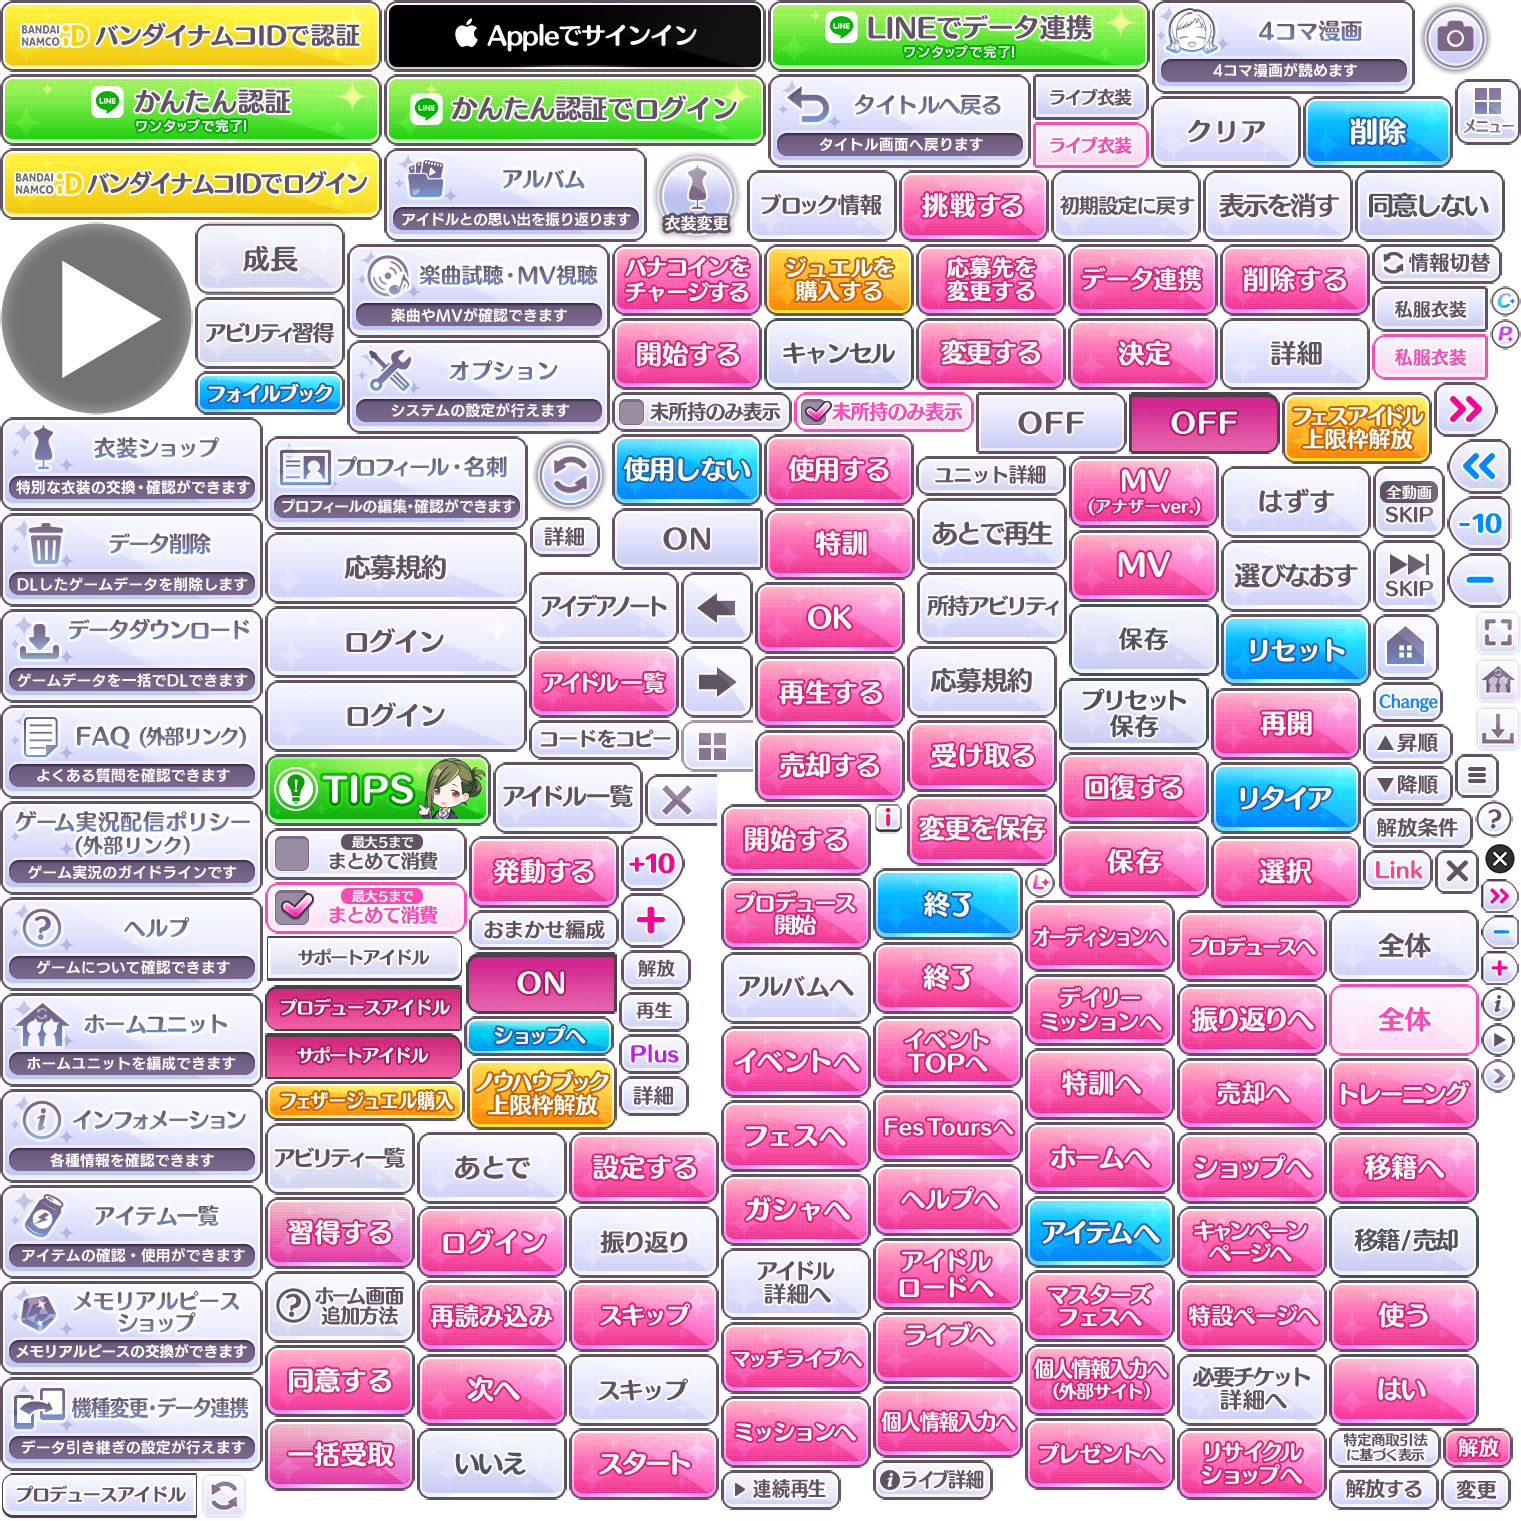 BANDAI NAMCO iD バンダイナムコIDで認証
Appleでサインイン
LINE LINEでデータ連携
ワンタップで完了!
4コマ漫画
4コマ漫画が読めます
LINE かんたん認証
ワンタップで完了!
LINE かんたん認証でログイン
タイトルへ戻る
タイトル画面へ戻ります
ライブ衣装
ライブ衣装
クリア
削除
メニュー
BANDAI NAMCO iD バンダイナムコIDでログイン
アルバム
アイドルとの思い出を振り返ります
衣装変更
ブロック情報
挑戦する
初期設定に戻す
表示を消す
同意しない
成長
アビリティ習得
フォイルブック
楽曲試聴・MV視聴
楽曲やMVが確認できます
オプション
システムの設定が行えます
バナコインを
チャージする
ジュエルを
購入する
応募先を
変更する
データ連携
削除する
情報切替
私服衣装
C
P
私服衣装
開始する
キャンセル
変更する
決定
詳細
未所持のみ表示
未所持のみ表示
OFF
OFF
フェスアイドル
上限枠解放
衣装ショップ
特別な衣装の交換・確認ができます
プロフィール・名刺
プロフィールの編集・確認ができます
使用しない
使用する
ユニット詳細
MV
(アナザーver.)
はずす
全動画
SKIP
-10
データ削除
DLしたゲームデータを削除します
応募規約
詳細
ON
特訓
あとで再生
MV
選びなおす
SKIP
データダウンロード
ゲームデータを一括でDLできます
ログイン
アイデアノート
OK
所持アビリティ
保存
リセット
FAQ (外部リンク)
よくある質問を確認できます
ログイン
アイドル一覧
再生する
応募規約
プリセット
保存
再開
Change
コードをコピー
売却する
受け取る
回復する
リタイア
▲昇順
▼降順
TIPS
アイドル一覧
ゲーム実況配信ポリシー
(外部リンク)
ゲーム実況のガイドラインです
最大5まで
まとめて消費
発動する
+10
開始する
i
変更を保存
保存
選択
解放条件
?
Link
最大5まで
まとめて消費
おまかせ編成
プロデュース
開始
終了
L
オーディションへ
プロデュースへ
全体
ヘルプ
ゲームについて確認できます
サポートアイドル
ON
解放
アルバムへ
終了
デイリー
ミッションへ
振り返りへ
全体
i
ホームユニット
ホームユニットを編成できます
プロデュースアイドル
サポートアイドル
ショップへ
再生
Plus
イベントへ
イベント
TOPへ
特訓へ
売却へ
トレーニング
フェザージュエル購入
ノウハウブック
上限枠解放
詳細
インフォメーション
各種情報を確認できます
アビリティ一覧
あとで
設定する
フェスへ
Fes Toursへ
ホームへ
ショップへ
移籍へ
アイテム一覧
アイテムの確認・使用ができます
習得する
ログイン
振り返り
ガシャへ
ヘルプへ
アイテムへ
キャンペーン
ページへ
移籍/売却
メモリアルピース
ショップ
メモリアルピースの交換ができます
ホーム画面
追加方法
再読み込み
スキップ
アイドル
詳細へ
アイドル
ロードへ
マスターズ
フェスへ
特設ページへ
使う
機種変更・データ連携
データ引き継ぎの設定が行えます
同意する
次へ
スキップ
マッチライブへ
ライブへ
個人情報入力へ
(外部サイト)
必要チケット
詳細へ
はい
一括受取
いいえ
スタート
ミッションへ
個人情報入力へ
プレゼントへ
リサイクル
ショップへ
特定商取引法
に基づく表示
解放
プロデュースアイドル
連続再生
ライブ詳細
解放する
変更